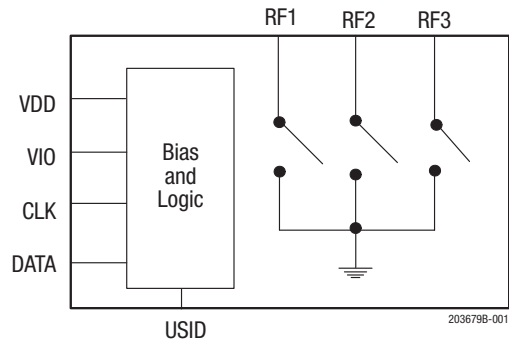 RF1 RF2 RF3
VDD
VIO
CLK
DATA
Bias
and
Logic
USID
203679B-001